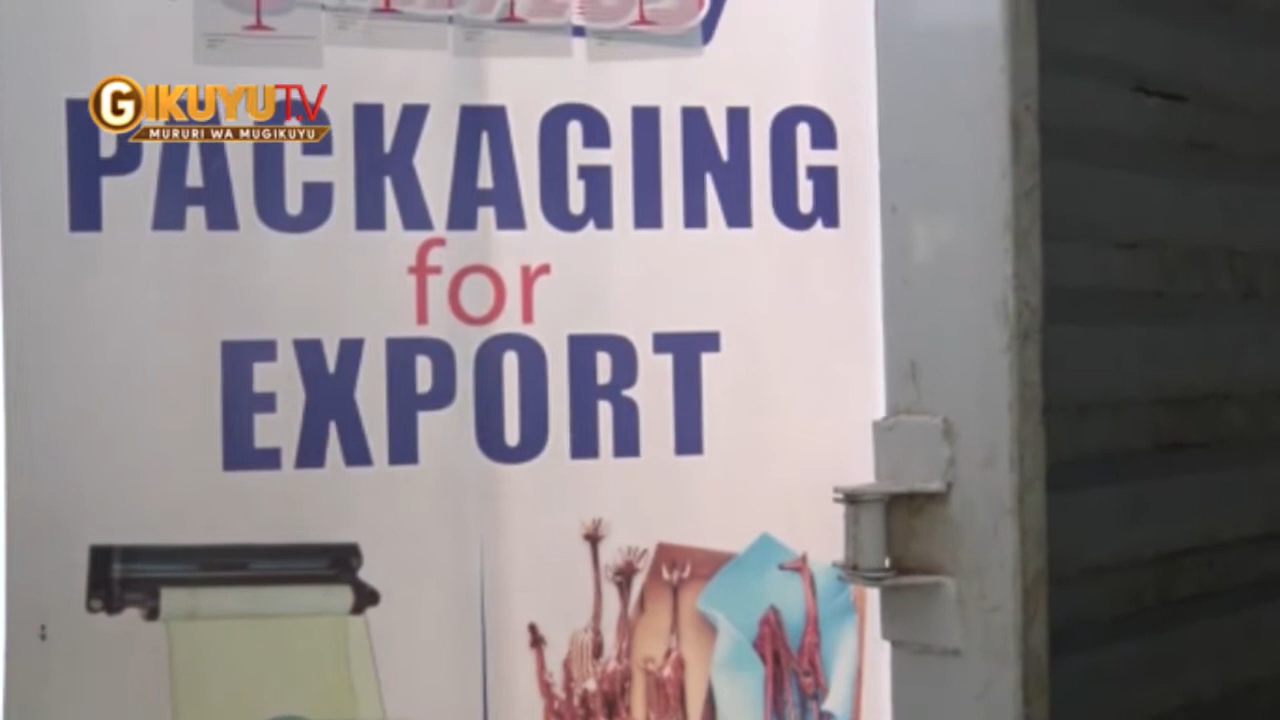 GIKUYU TV
MURURI WA MUGIKUYU
PACKAGING
for
EXPORT